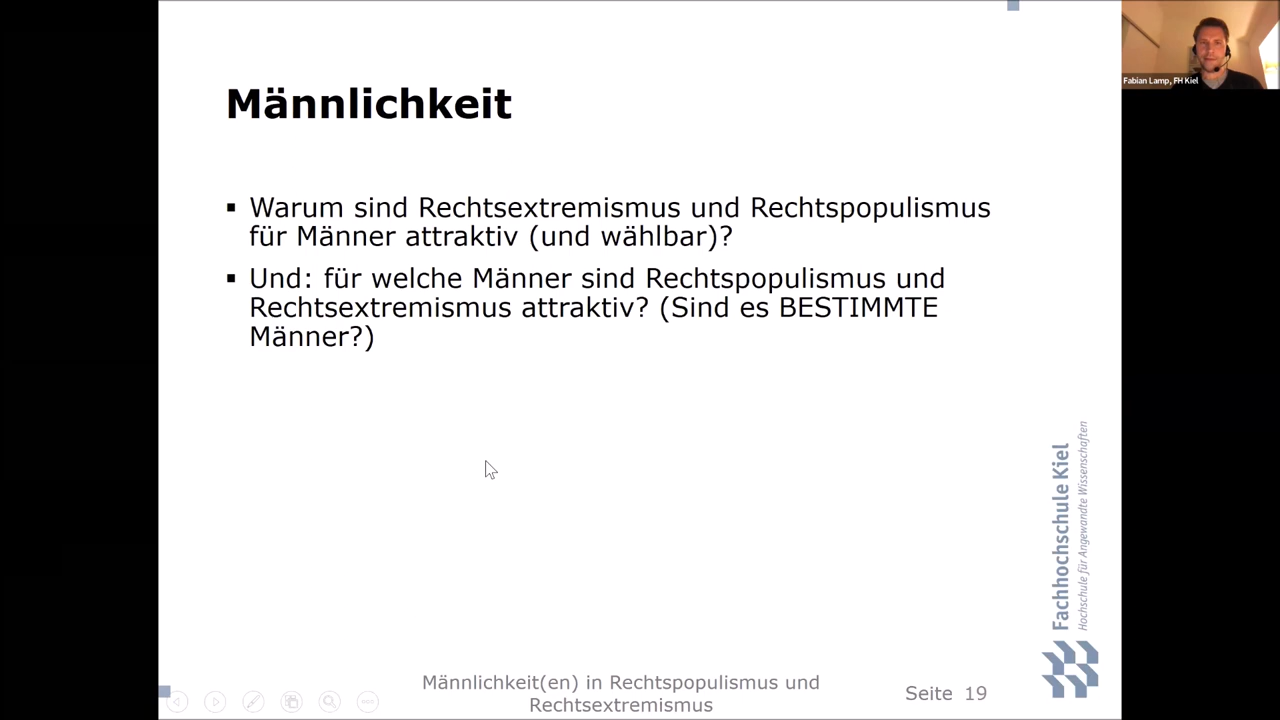 Männlichkeit
▪ Warum sind Rechtsextremismus und Rechtspopulismus
für Männer attraktiv (und wählbar)?
▪ Und: für welche Männer sind Rechtspopulismus und
Rechtsextremismus attraktiv? (Sind es BESTIMMTE
Männer?)
Männlichkeit(en) in Rechtspopulismus und
Rechtsextremismus
Seite 19
Fachhochschule Kiel
Hochschule für Angewandte Wissenschaften
Fabian Lamp, FH Kiel